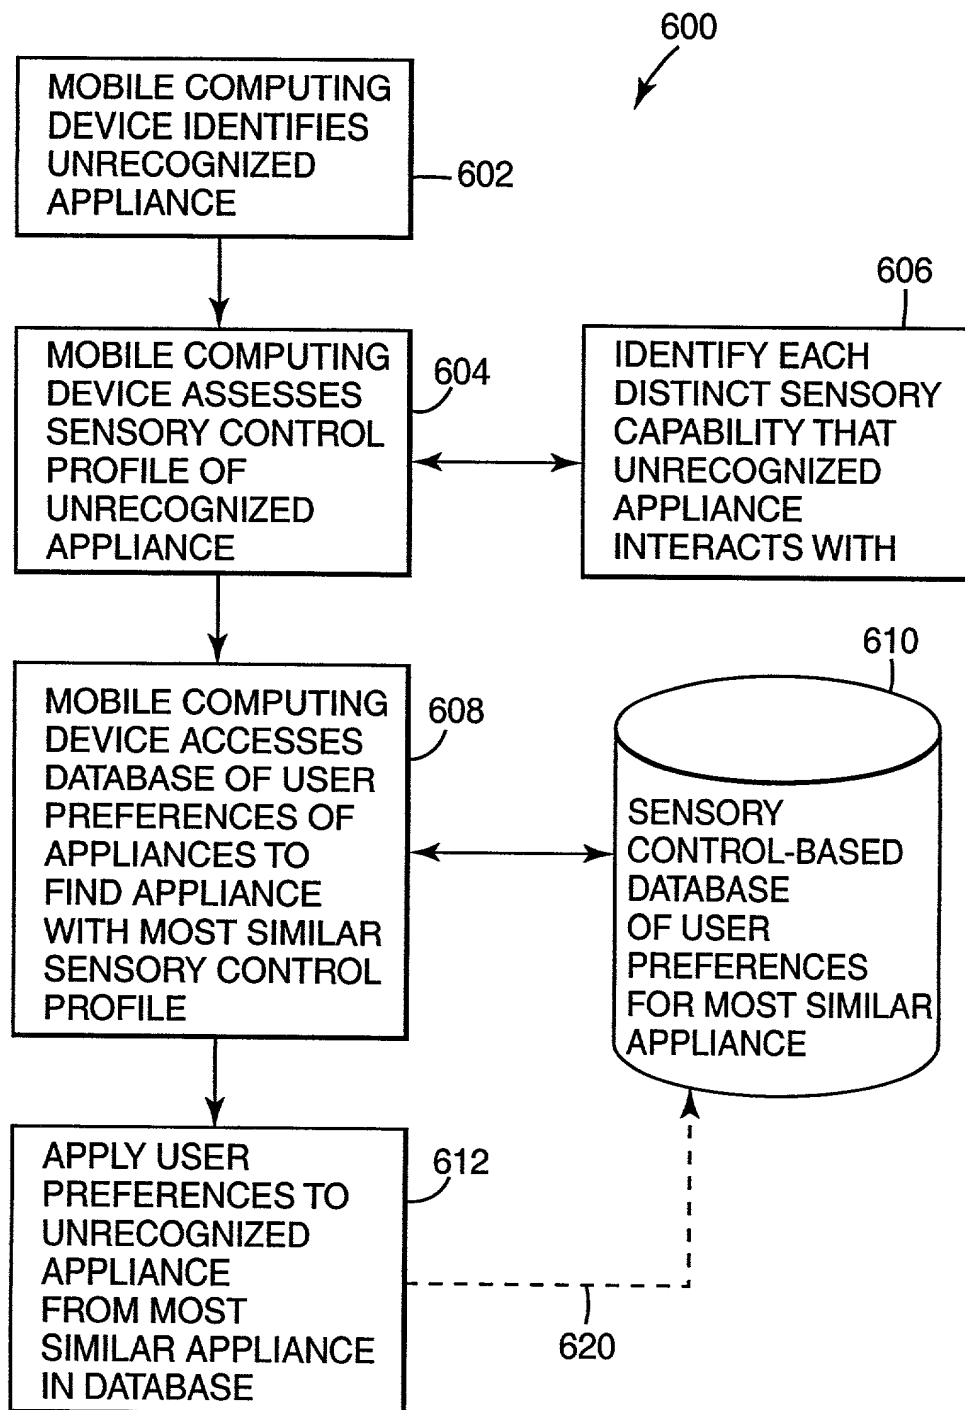 600
MOBILE COMPUTING
DEVICE IDENTIFIES
UNRECOGNIZED
APPLIANCE
602
MOBILE COMPUTING
DEVICE ASSESSES
SENSORY CONTROL
PROFILE OF
UNRECOGNIZED
APPLIANCE
604
606
IDENTIFY EACH
DISTINCT SENSORY
CAPABILITY THAT
UNRECOGNIZED
APPLIANCE
INTERACTS WITH
MOBILE COMPUTING
DEVICE ACCESSES
DATABASE OF USER
PREFERENCES OF
APPLIANCES TO
FIND APPLIANCE
WITH MOST SIMILAR
SENSORY CONTROL
PROFILE
608
610
SENSORY
CONTROL-BASED
DATABASE
OF USER
PREFERENCES
FOR MOST SIMILAR
APPLIANCE
APPLY USER
PREFERENCES TO
UNRECOGNIZED
APPLIANCE
FROM MOST
SIMILAR APPLIANCE
IN DATABASE
612
620